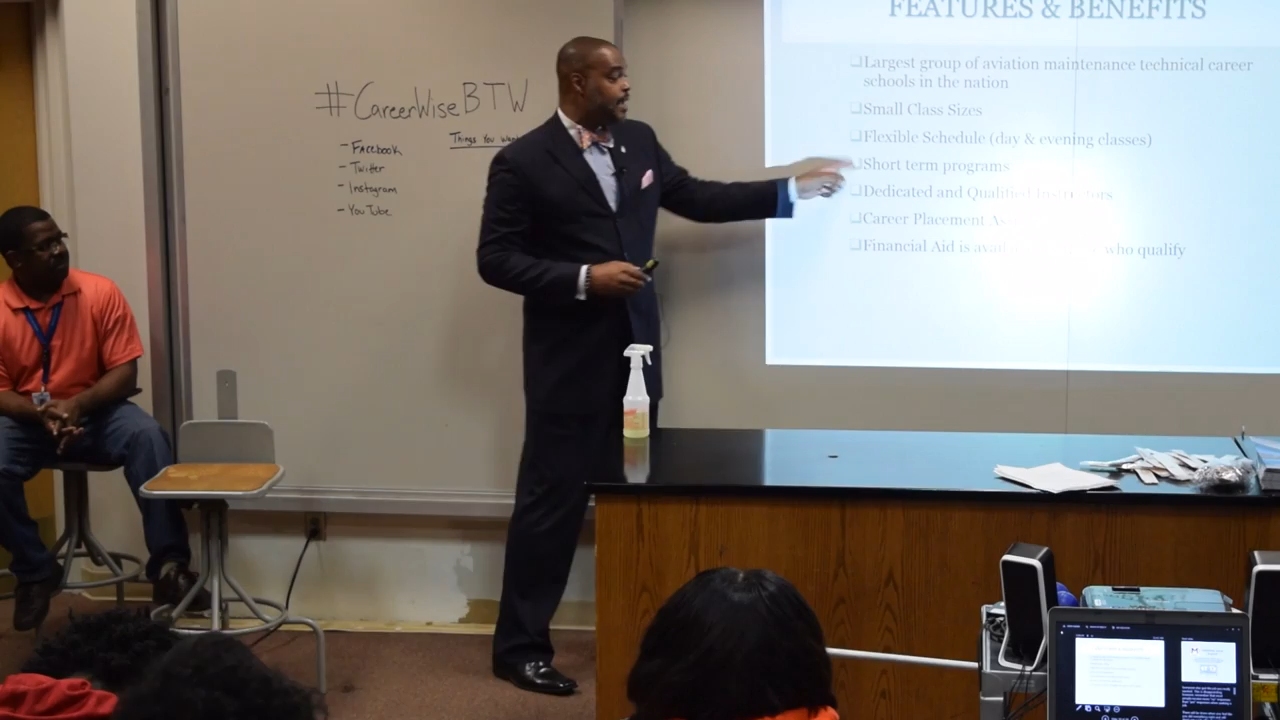 #CareerWiseBTW
Things You
- Facebook
- Twitter
- Instagram
- YouTube
FEATURES & BENEFITS
❑Largest group of aviation maintenance technical career
schools in the nation
❑Small Class Sizes
❑Flexible Schedule (day & evening classes)
❑Short term programs
❑Dedicated and Qualified Instructors
❑Career Placement
❑Financial Aid is who qualify